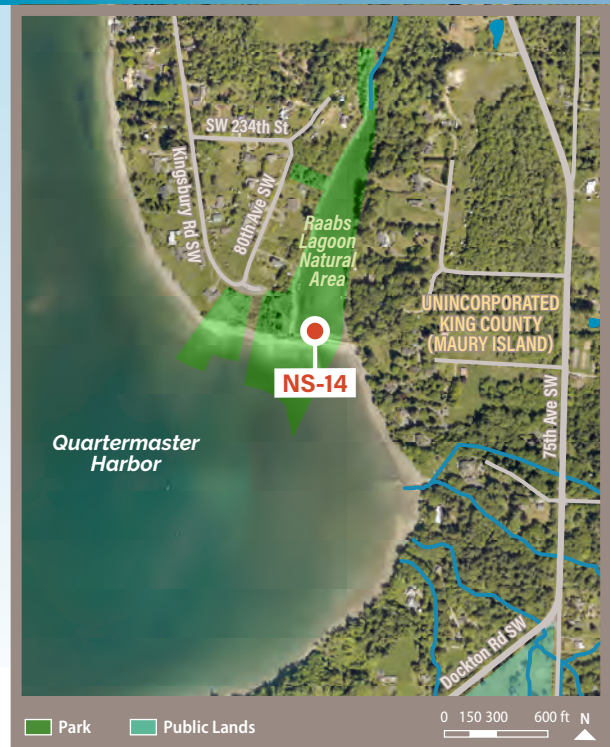 SW 234th St
Kingsbury Rd SW
80th Ave SW
Raabs
Lagoon
Natural
Area
UNINCORPORATED
KING COUNTY
(MAURY ISLAND)
NS-14
75th Ave SW
Quartermaster
Harbor
Dockton Rd SW
Park
Public Lands
0 150 300 600 ft N